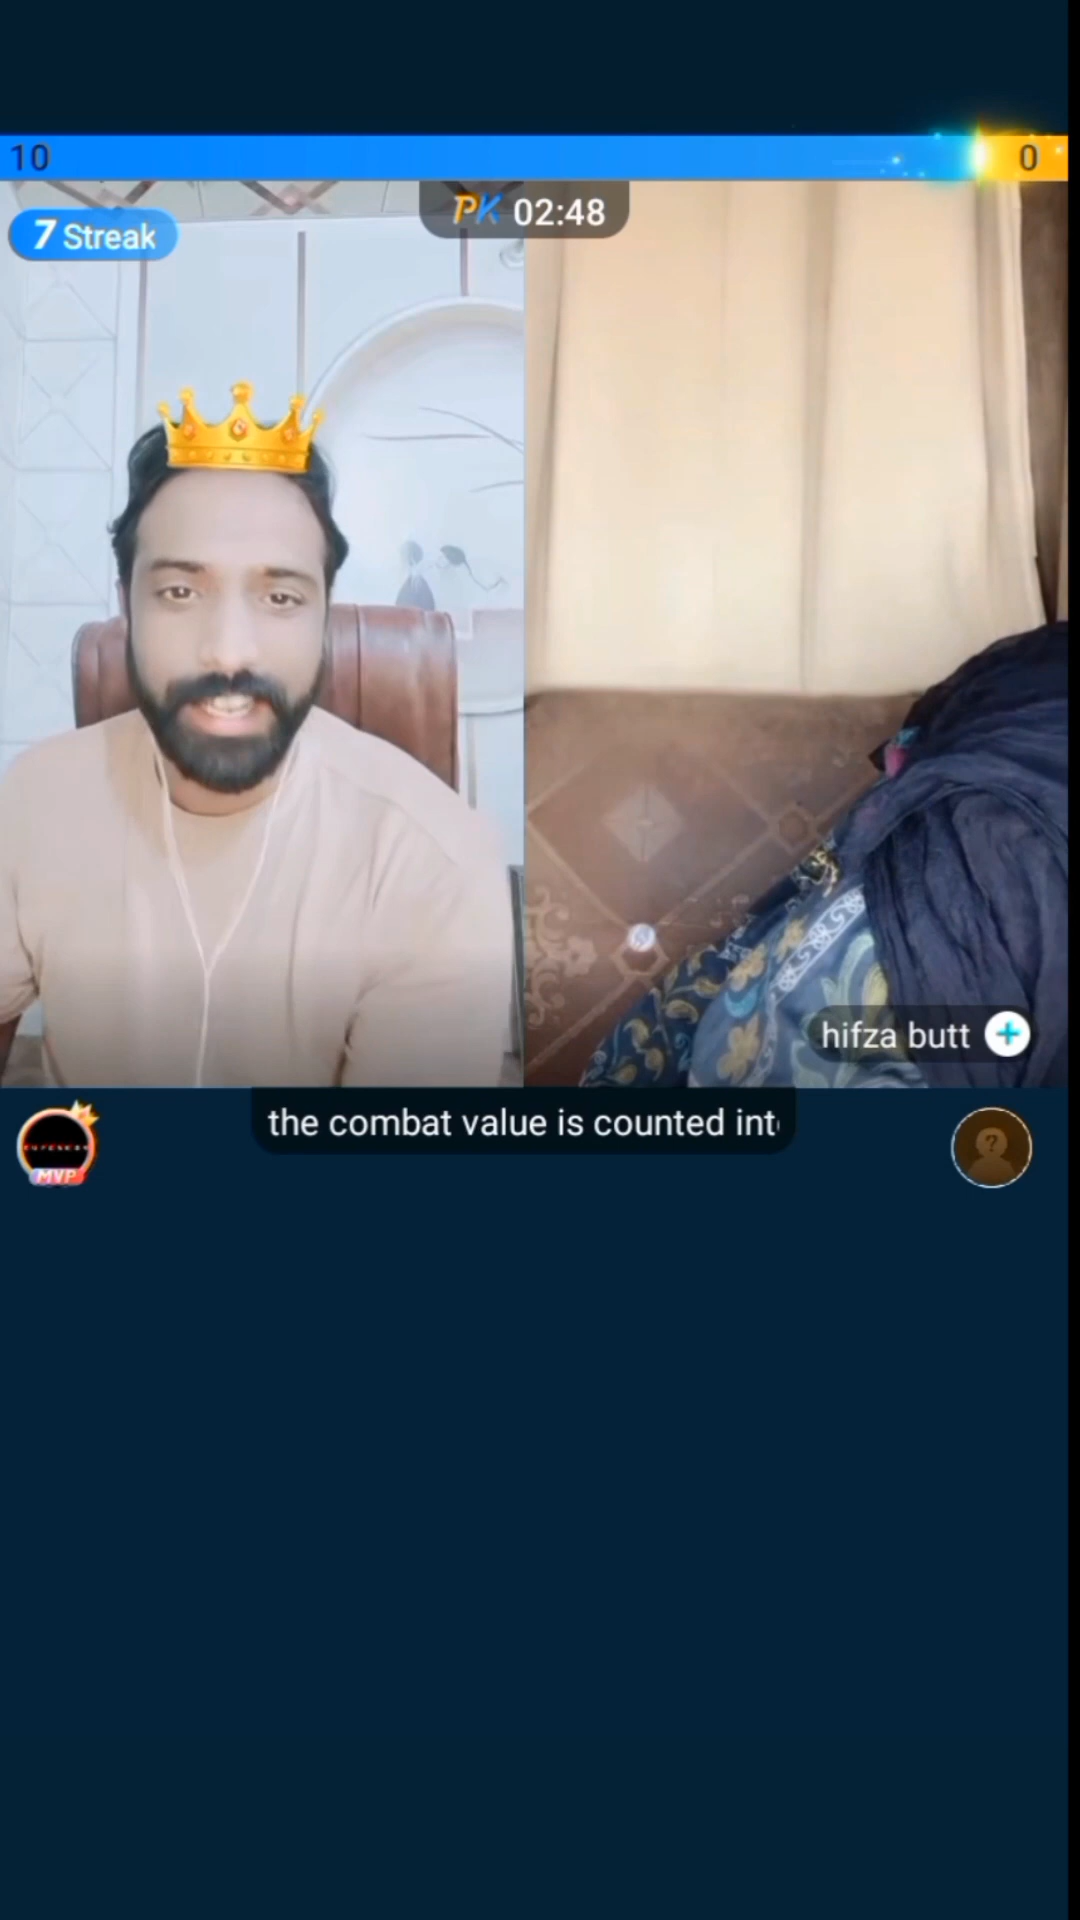 10
0
PK 02:48
7 Streak
hifza butt
the combat value is counted int
MVP
?